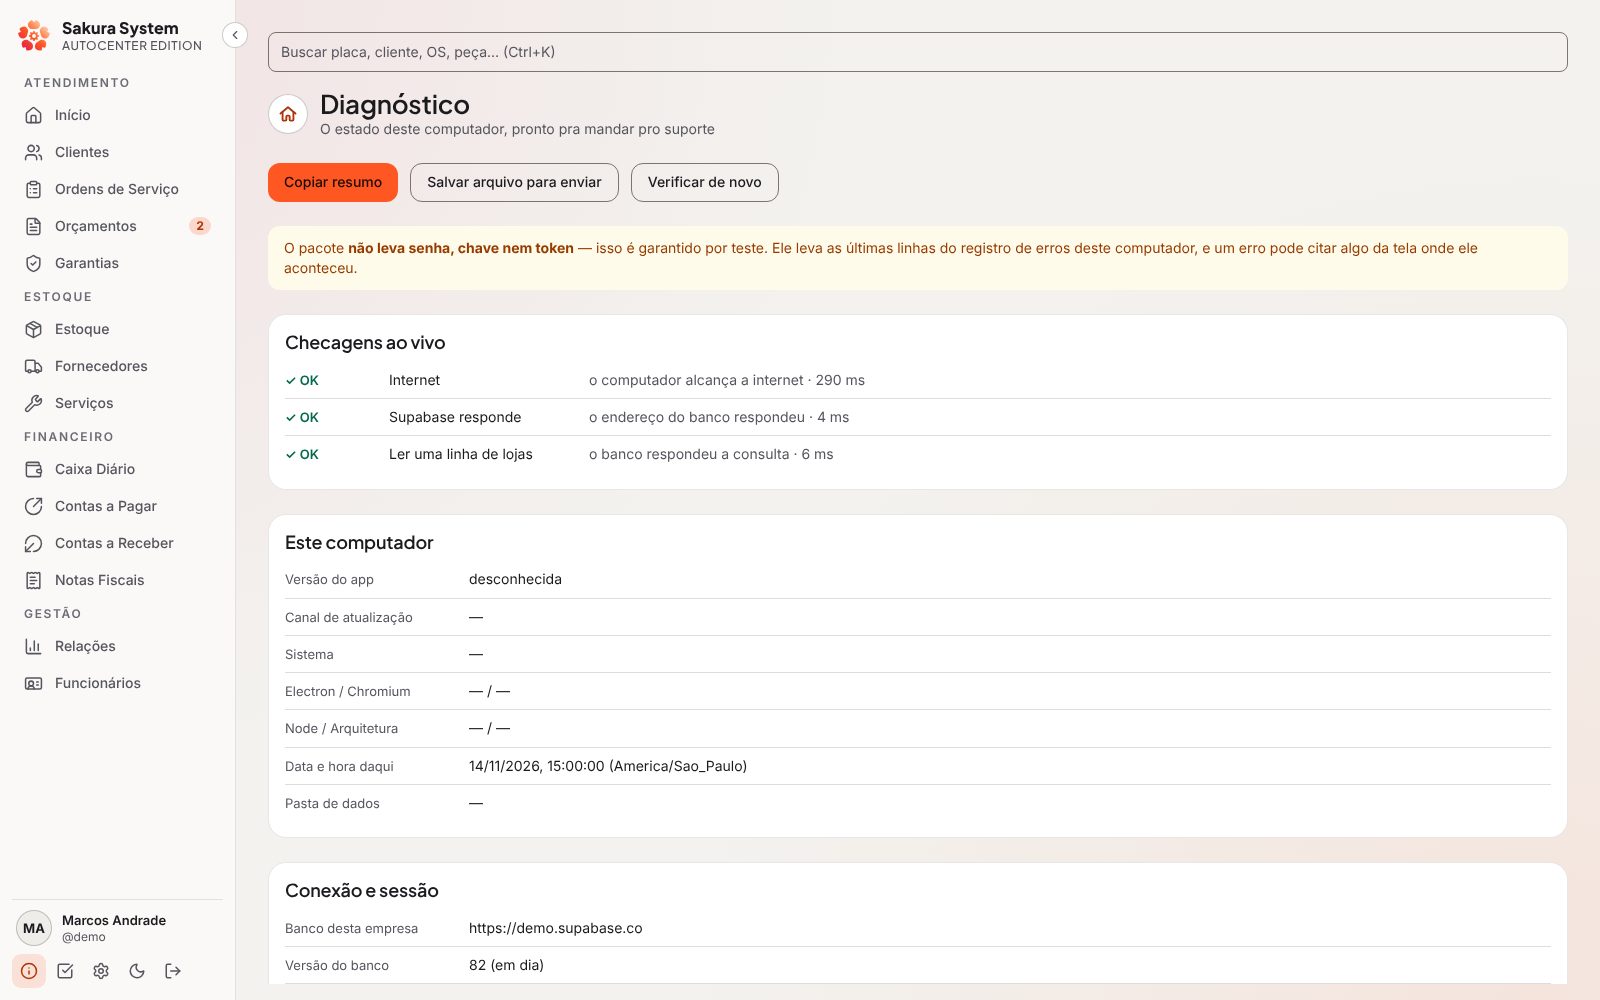 Sakura System
AUTOCENTER EDITION
ATENDIMENTO
Início
Clientes
Ordens de Serviço
Orçamentos 2
Garantias
ESTOQUE
Estoque
Fornecedores
Serviços
FINANCEIRO
Caixa Diário
Contas a Pagar
Contas a Receber
Notas Fiscais
GESTÃO
Relações
Funcionários
MA
Marcos Andrade
@demo
Buscar placa, cliente, OS, peça... (Ctrl+K)
Diagnóstico
O estado deste computador, pronto pra mandar pro suporte
Copiar resumo Salvar arquivo para enviar Verificar de novo
O pacote não leva senha, chave nem token — isso é garantido por teste. Ele leva as últimas linhas do registro de erros deste computador, e um erro pode citar algo da tela onde ele
aconteceu.
Checagens ao vivo
OK Internet o computador alcança a internet · 290 ms
OK Supabase responde o endereço do banco respondeu · 4 ms
OK Ler uma linha de lojas o banco respondeu a consulta · 6 ms
Este computador
Versão do app desconhecida
Canal de atualização —
Sistema —
Electron / Chromium — / —
Node / Arquitetura — / —
Data e hora daqui 14/11/2026, 15:00:00 (America/Sao_Paulo)
Pasta de dados —
Conexão e sessão
Banco desta empresa https://demo.supabase.co
Versão do banco 82 (em dia)